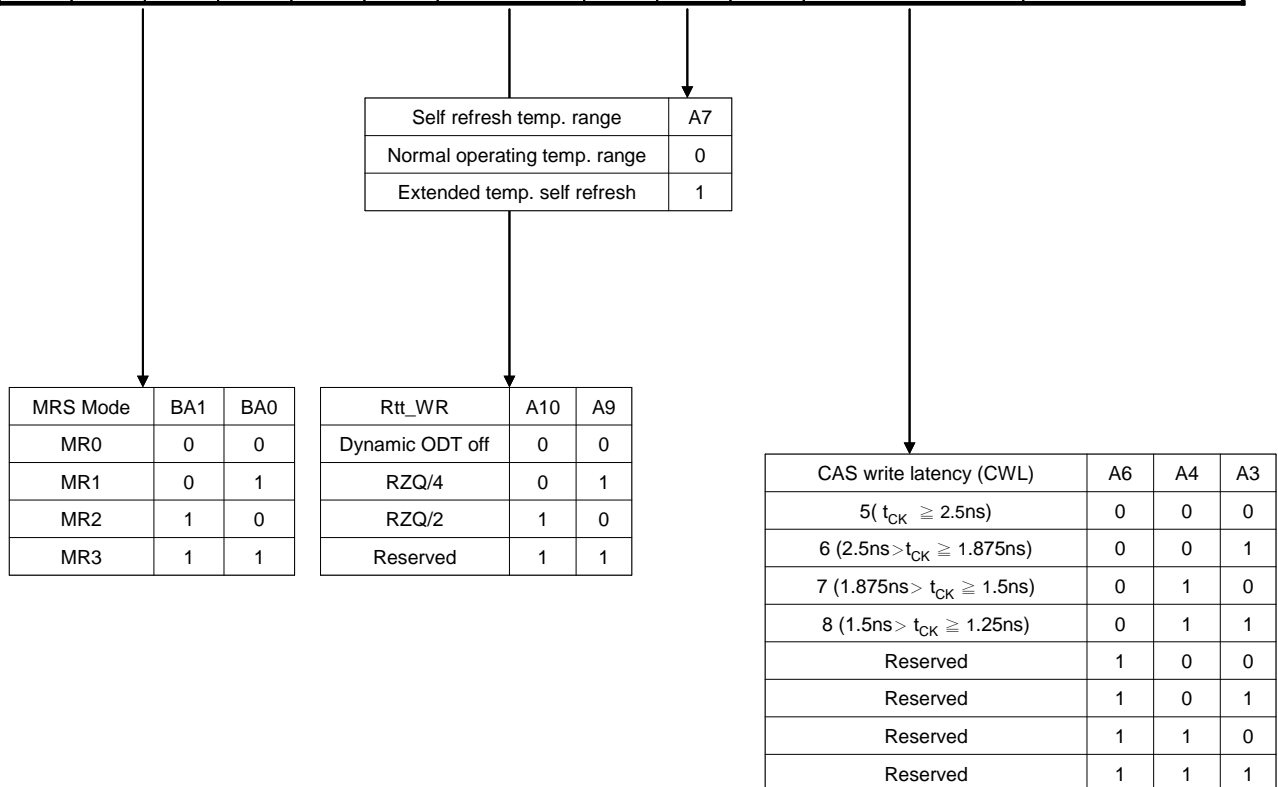 Self refresh temp. range A7
Normal operating temp. range 0
Extended temp. self refresh 1
MRS Mode BA1 BA0
MR0 0 0
MR1 0 1
MR2 1 0
MR3 1 1
Rtt_WR A10 A9
Dynamic ODT off 0 0
RZQ/4 0 1
RZQ/2 1 0
Reserved 1 1
CAS write latency (CWL) A6 A4 A3
5( tCK ≧ 2.5ns) 0 0 0
6 (2.5ns>tCK ≧ 1.875ns) 0 0 1
7 (1.875ns> tCK ≧ 1.5ns) 0 1 0
8 (1.5ns> tCK ≧ 1.25ns) 0 1 1
Reserved 1 0 0
Reserved 1 0 1
Reserved 1 1 0
Reserved 1 1 1